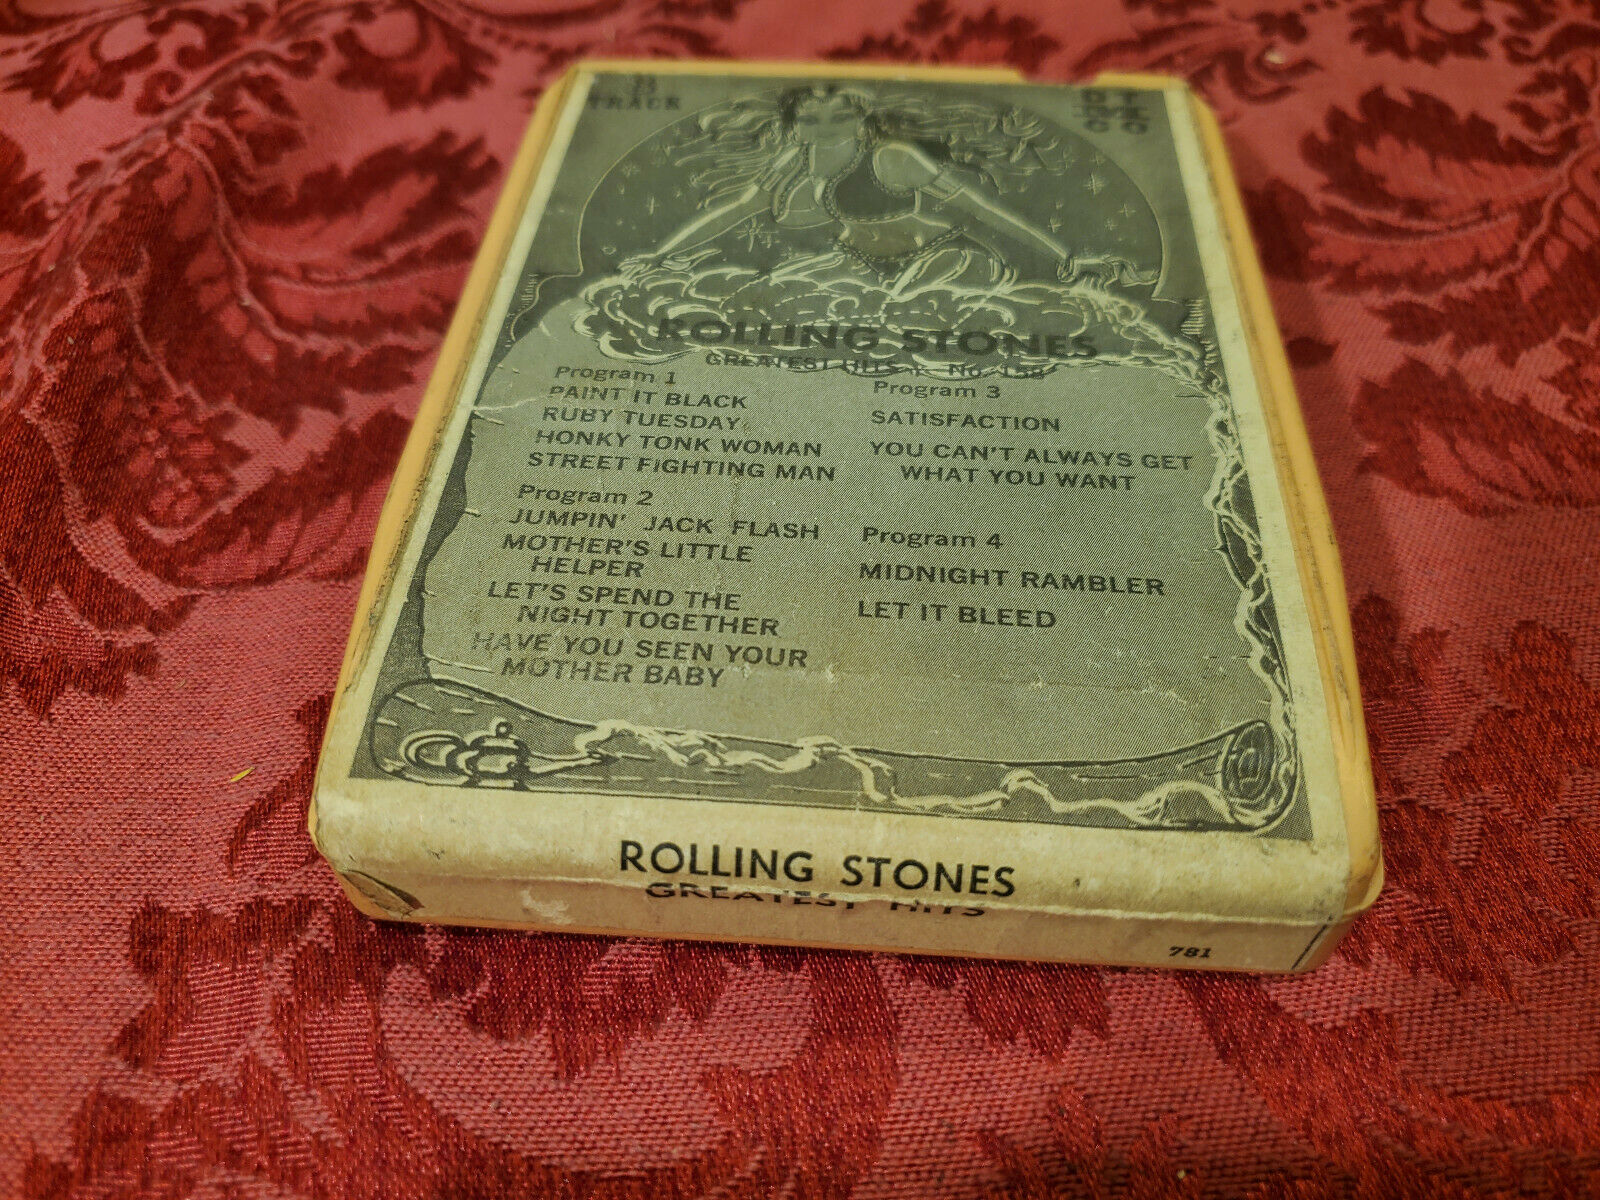 8
TRACK
CO
ROLLING STONES
GREATEST HITS No. 158
Program 1
PAINT IT BLACK
RUBY TUESDAY
HONKY TONK WOMAN
STREET FIGHTING MAN
Program 2
JUMPIN' JACK FLASH
MOTHER'S LITTLE
HELPER
LET'S SPEND THE
NIGHT TOGETHER
HAVE YOU SEEN YOUR
MOTHER BABY
Program 3
SATISFACTION
YOU CAN'T ALWAYS GET
WHAT YOU WANT
Program 4
MIDNIGHT RAMBLER
LET IT BLEED
ROLLING STONES
GREATEST HITS
781